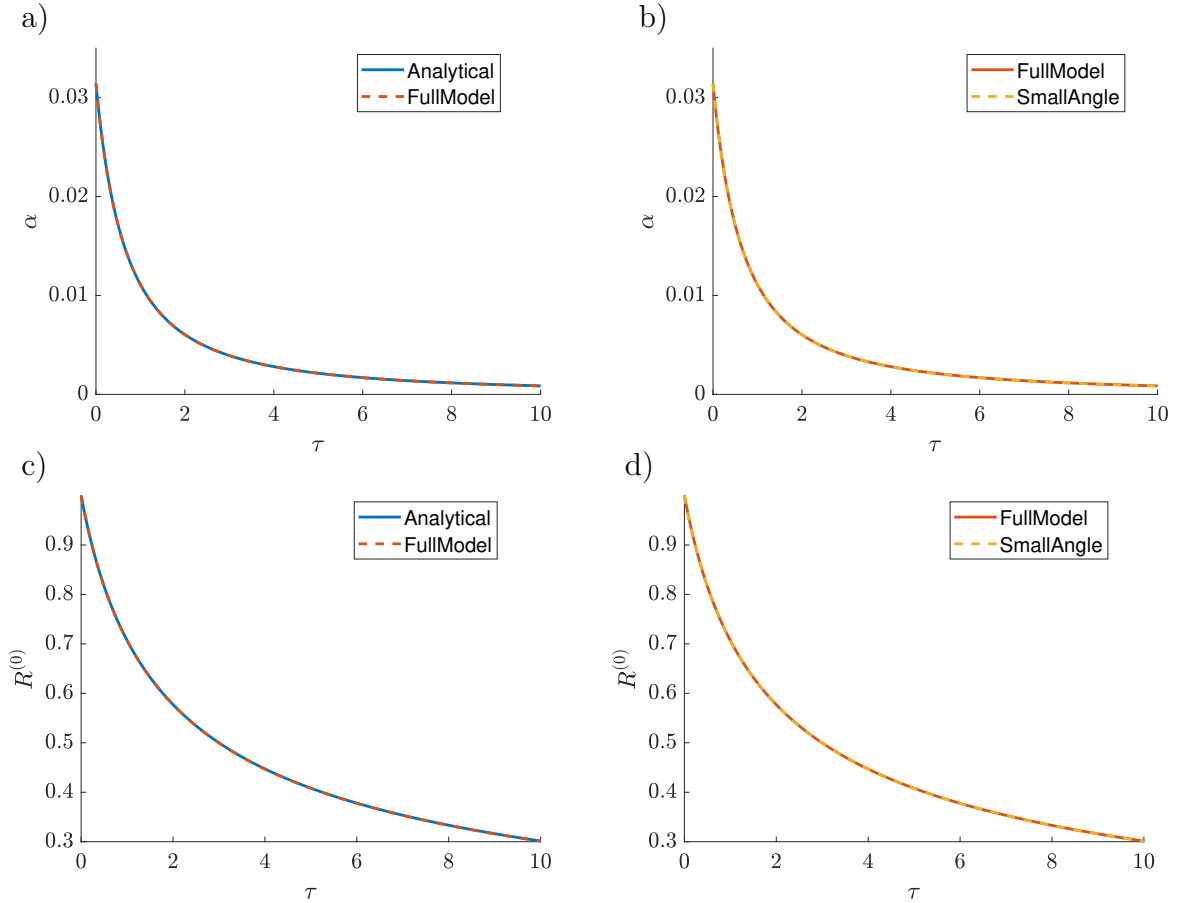 a)
Analytical
FullModel
0.03
0.02
0.01
0
α
0 2 4 6 8 10
τ
b)
FullModel
SmallAngle
0.03
0.02
0.01
0
α
0 2 4 6 8 10
τ
c)
Analytical
FullModel
0.9
0.8
0.7
0.6
0.5
0.4
0.3
R^(0)
0 2 4 6 8 10
τ
d)
FullModel
SmallAngle
0.9
0.8
0.7
0.6
0.5
0.4
0.3
R^(0)
0 2 4 6 8 10
τ